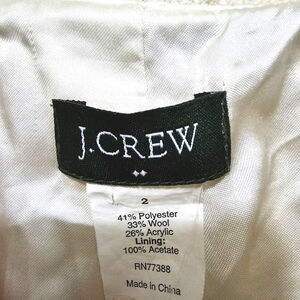 J.CREW
2
41% Polyester
33% Wool
26% Acrylic
Lining:
100% Acetate
RN77388
Made in China